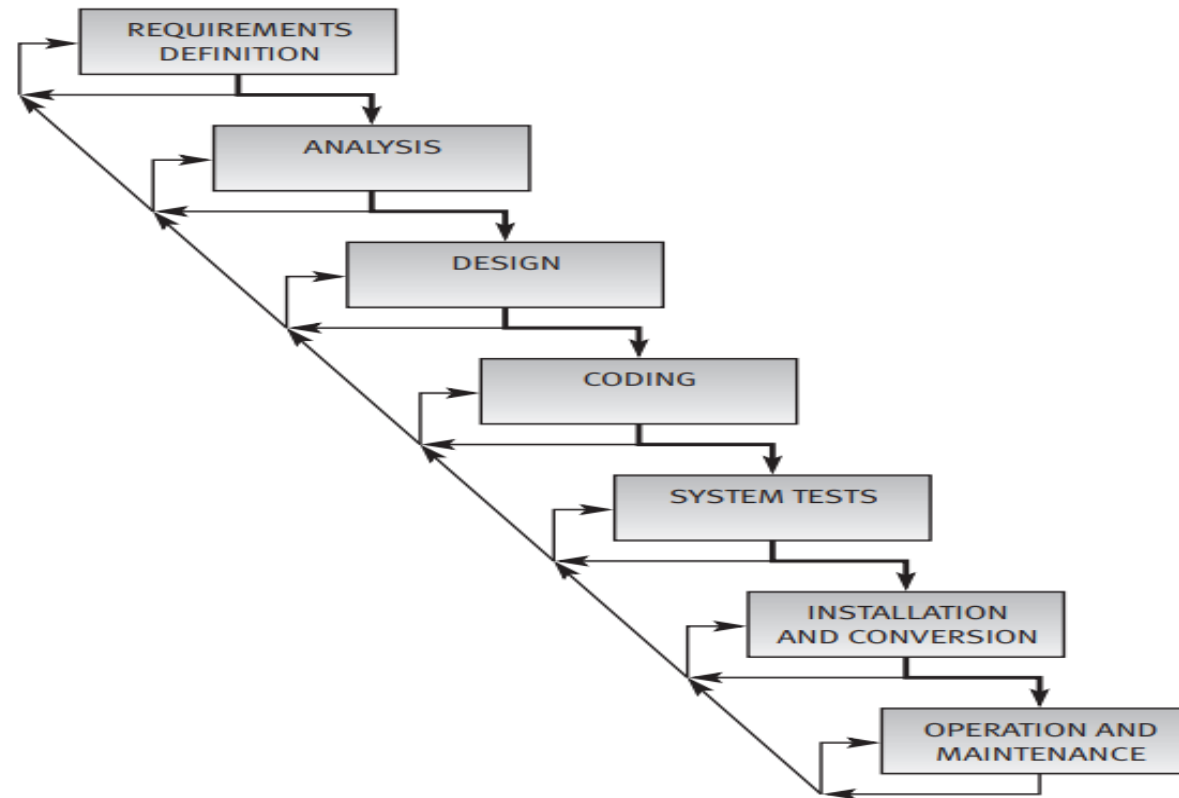 REQUIREMENTS
DEFINITION
ANALYSIS
DESIGN
CODING
SYSTEM TESTS
INSTALLATION
AND CONVERSION
OPERATION AND
MAINTENANCE